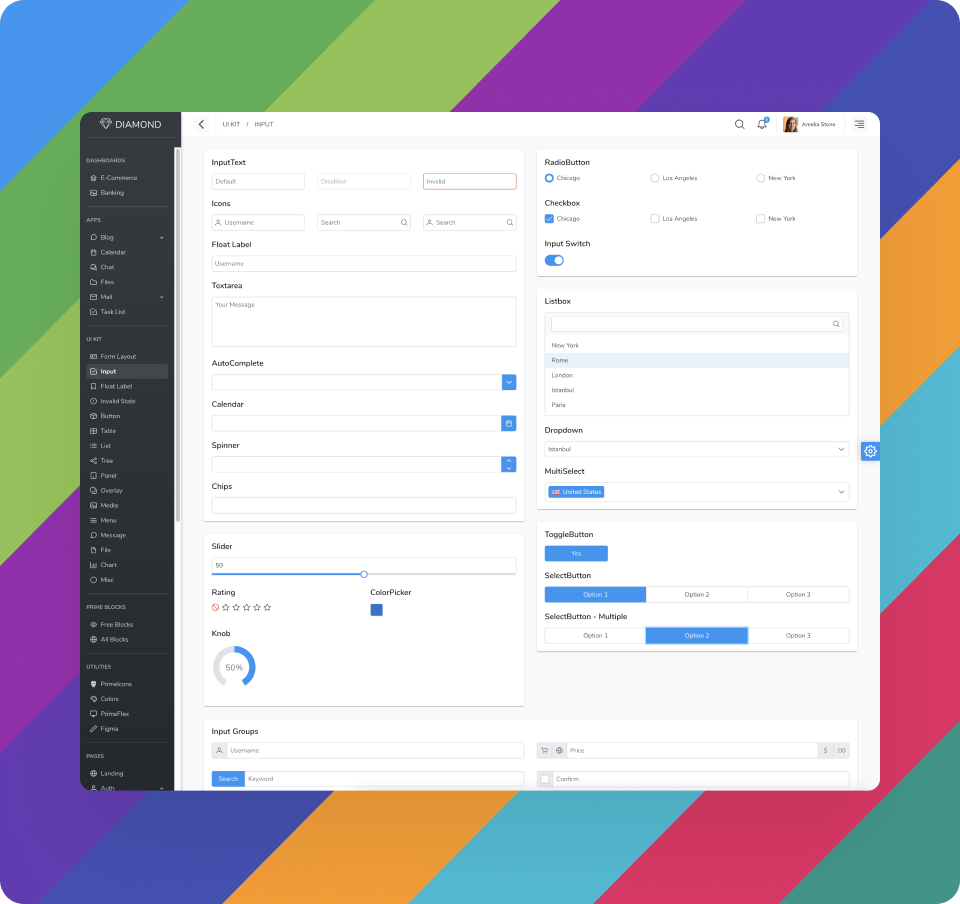 DIAMOND
UI KIT / INPUT
Amelia Stone
DASHBOARDS
E-Commerce
Banking
APPS
Blog
Calendar
Chat
Files
Mail
Task List
UI KIT
Form Layout
Input
Float Label
Invalid State
Button
Table
List
Tree
Panel
Overlay
Media
Menu
Message
File
Chart
Misc
PRIME BLOCKS
Free Blocks
All Blocks
UTILITIES
PrimeIcons
Colors
PrimeFlex
Figma
PAGES
Landing
Auth
InputText
Default Disabled Invalid
Icons
Username Search Search
Float Label
Username
Textarea
Your Message
AutoComplete
Calendar
Spinner
Chips
Slider
50
Rating ColorPicker
Knob
50%
RadioButton
Chicago Los Angeles New York
Checkbox
Chicago Los Angeles New York
Input Switch
Listbox
New York
Rome
London
Istanbul
Paris
Dropdown
Istanbul
MultiSelect
United States
ToggleButton
Yes
SelectButton
Option 1 Option 2 Option 3
SelectButton - Multiple
Option 1 Option 2 Option 3
Input Groups
Username Price $ .00
Search Keyword Confirm